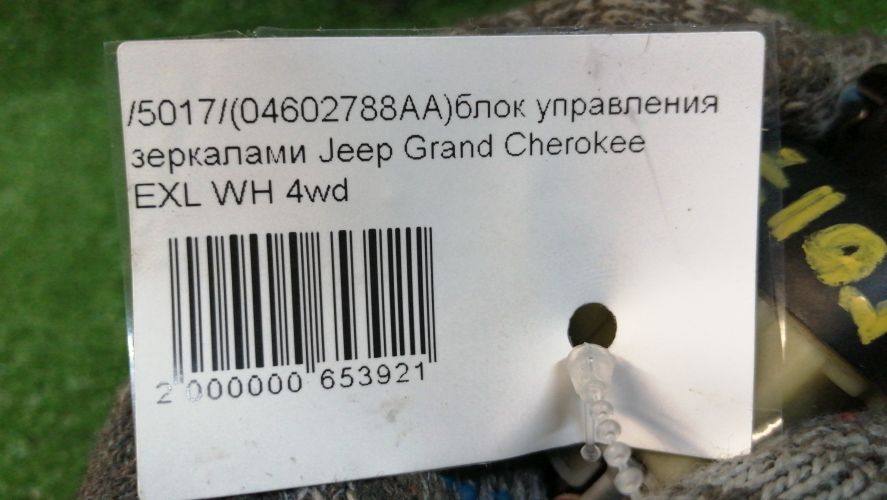 /5017/(04602788AA)блок управления
зеркалами Jeep Grand Cherokee
EXL WH 4wd
2 000000 653921